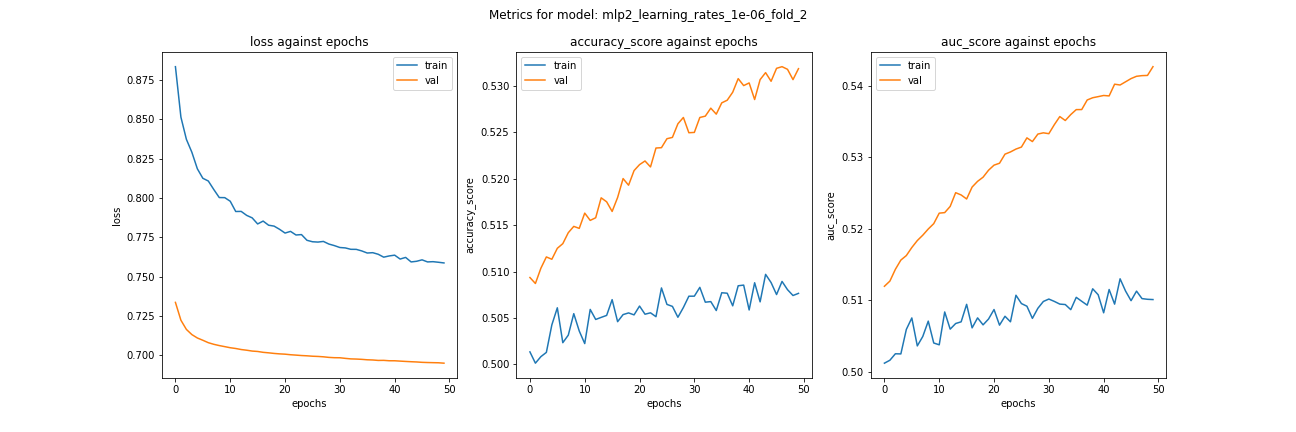 Metrics for model: mlp2_learning_rates_1e-06_fold_2
loss against epochs
train
val
0.875
0.850
0.825
0.800
0.775
0.750
0.725
0.700
loss
0
10
20
30
40
50
epochs
accuracy_score against epochs
train
val
0.530
0.525
0.520
0.515
0.510
0.505
0.500
accuracy_score
0
10
20
30
40
50
epochs
auc_score against epochs
train
val
0.54
0.53
0.52
0.51
0.50
auc_score
0
10
20
30
40
50
epochs